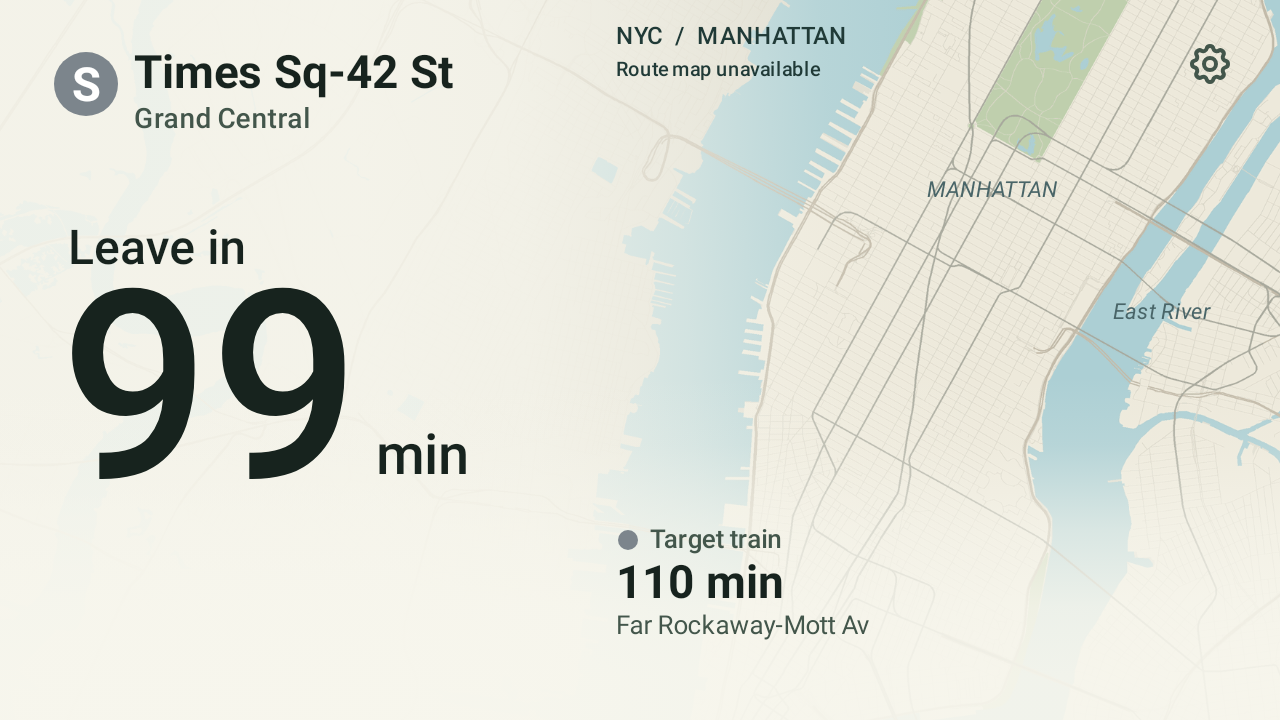 S
Times Sq-42 St
Grand Central
Leave in
99 min
NYC / MANHATTAN
Route map unavailable
MANHATTAN
East River
Target train
110 min
Far Rockaway-Mott Av